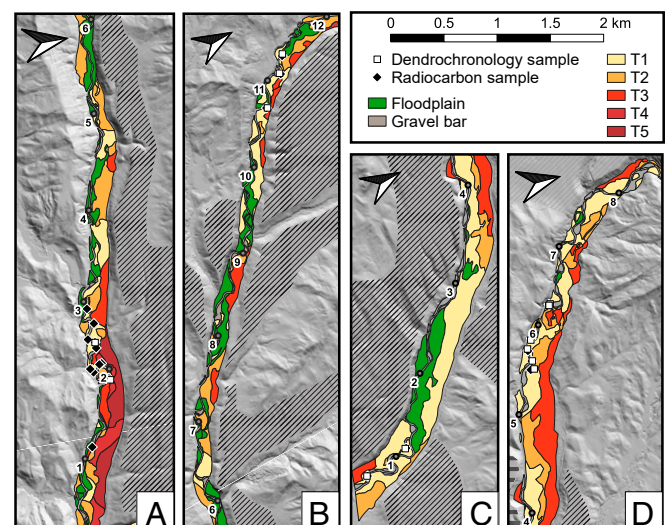 0 0.5 1 1.5 2 km
Dendrochronology sample
Radiocarbon sample
Floodplain
Gravel bar
T1
T2
T3
T4
T5
6
5
4
3
2
1
A
12
11
10
9
8
7
6
B
4
3
2
1
C
8
7
6
5
4
D